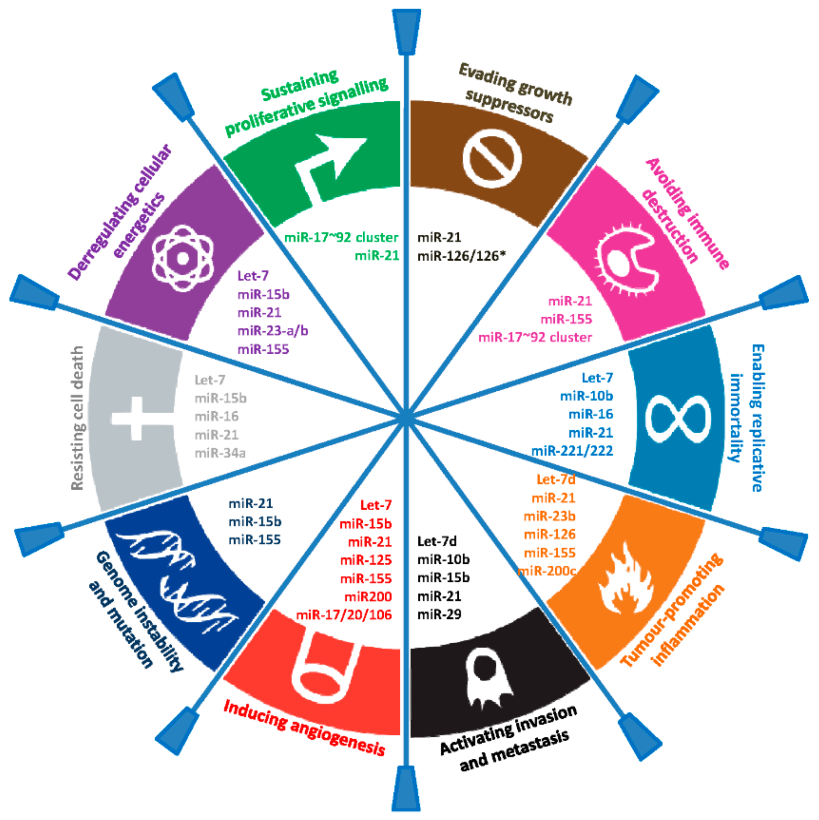 Sustaining
proliferative signalling
miR-17~92 cluster
miR-21
Evading growth
suppressors
miR-21
miR-126/126*
Avoiding immune
destruction
miR-21
miR-155
miR-17~92 cluster
Enabling replicative
immortality
Let-7
miR-10b
miR-16
miR-21
miR-221/222
Tumour-promoting
inflammation
Let-7d
miR-21
miR-23b
miR-126
miR-155
miR-200c
Activating invasion
and metastasis
Let-7d
miR-10b
miR-15b
miR-21
miR-29
Inducing angiogenesis
Let-7
miR-15b
miR-21
miR-125
miR-155
miR200
miR-17/20/106
Genome instability
and mutation
miR-21
miR-15b
miR-155
Resisting cell death
Let-7
miR-15b
miR-16
miR-21
miR-34a
Deregulating cellular
energetics
Let-7
miR-15b
miR-21
miR-23-a/b
miR-155